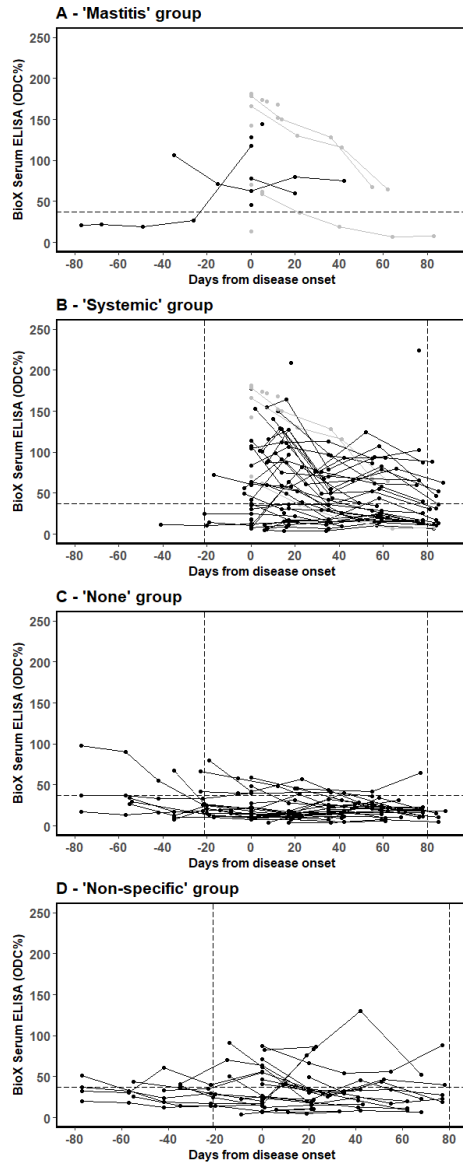 A - 'Mastitis' group
BioX Serum ELISA (ODC%)
250
200
150
100
50
0
-80 -60 -40 -20 0 20 40 60 80
Days from disease onset
B - 'Systemic' group
BioX Serum ELISA (ODC%)
250
200
150
100
50
0
-80 -60 -40 -20 0 20 40 60 80
Days from disease onset
C - 'None' group
BioX Serum ELISA (ODC%)
250
200
150
100
50
0
-80 -60 -40 -20 0 20 40 60 80
Days from disease onset
D - 'Non-specific' group
BioX Serum ELISA (ODC%)
250
200
150
100
50
0
-80 -60 -40 -20 0 20 40 60 80
Days from disease onset